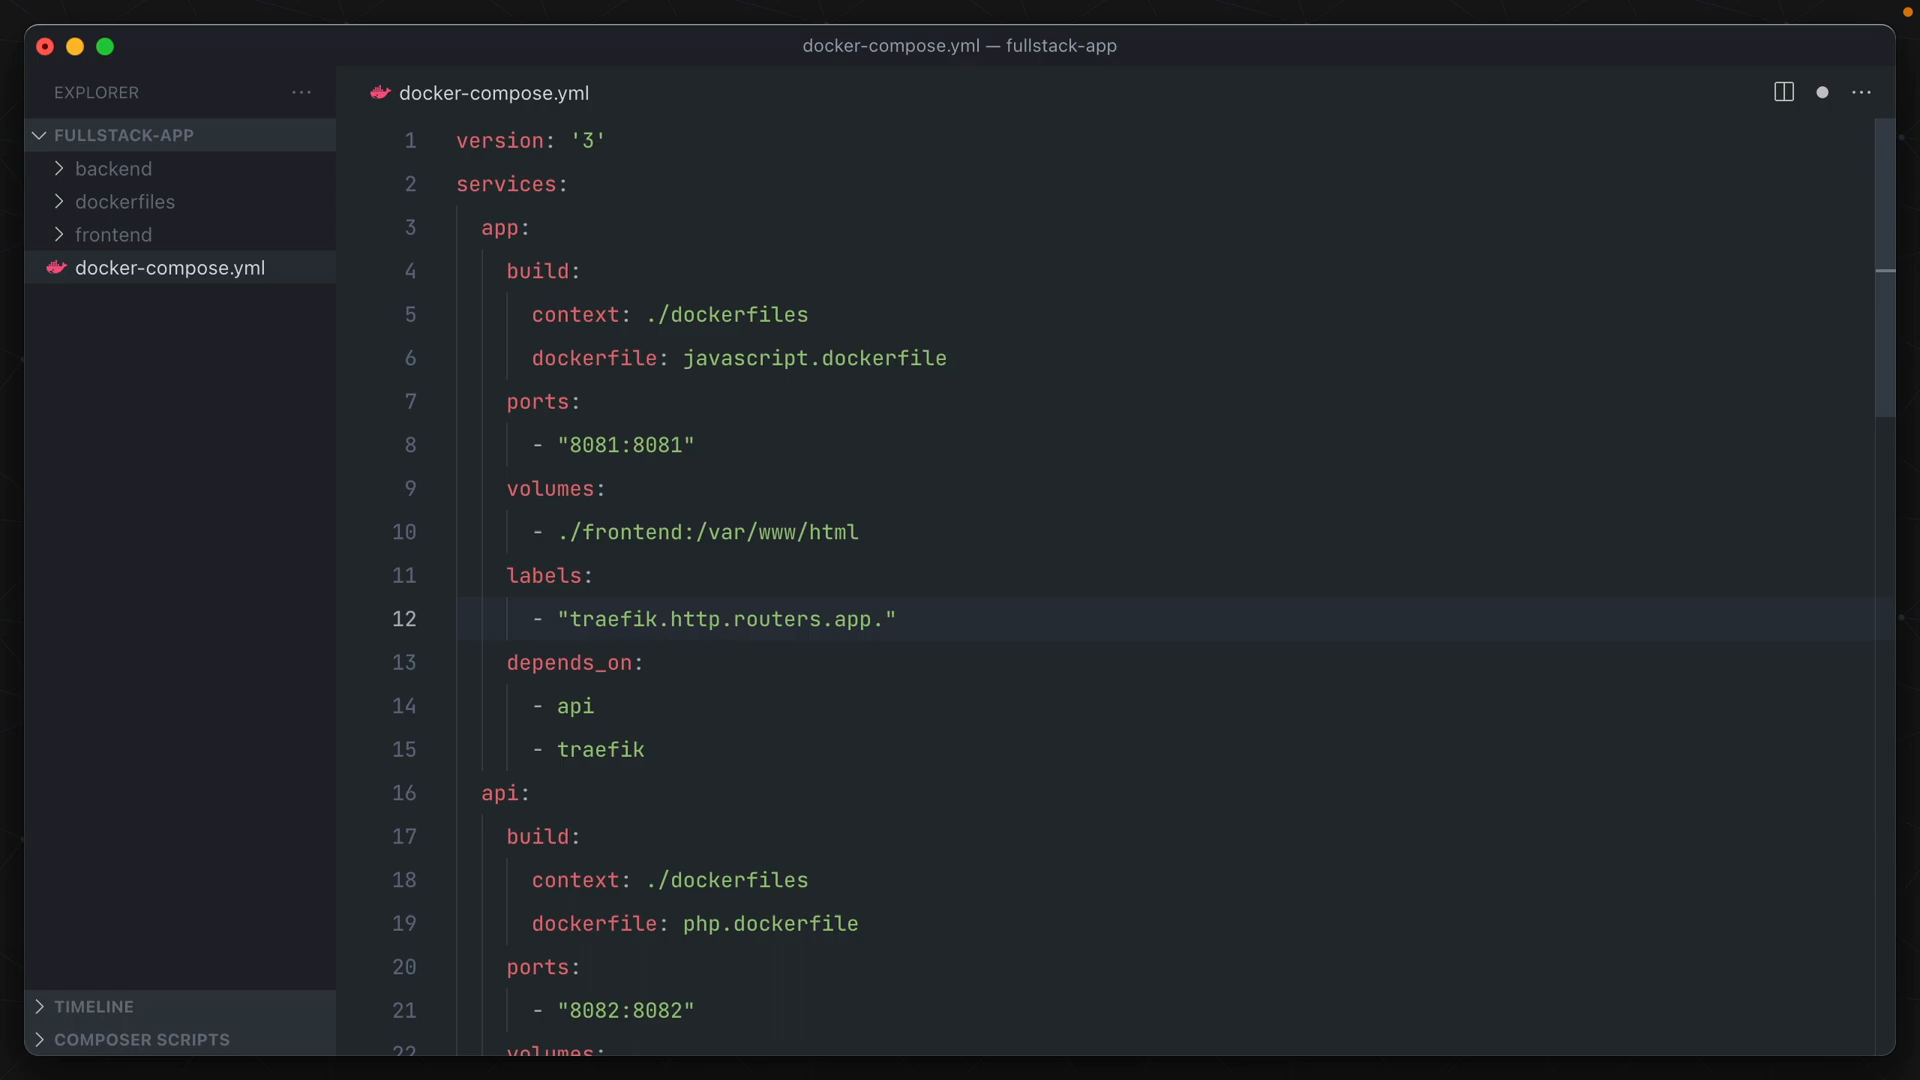 docker-compose.yml — fullstack-app
EXPLORER
FULLSTACK-APP
backend
dockerfiles
frontend
docker-compose.yml
TIMELINE
COMPOSER SCRIPTS
docker-compose.yml
1 version: '3'
2 services:
3 app:
4 build:
5 context: ./dockerfiles
6 dockerfile: javascript.dockerfile
7 ports:
8 - "8081:8081"
9 volumes:
10 - ./frontend:/var/www/html
11 labels:
12 - "traefik.http.routers.app."
13 depends_on:
14 - api
15 - traefik
16 api:
17 build:
18 context: ./dockerfiles
19 dockerfile: php.dockerfile
20 ports:
21 - "8082:8082"
22 volumes: